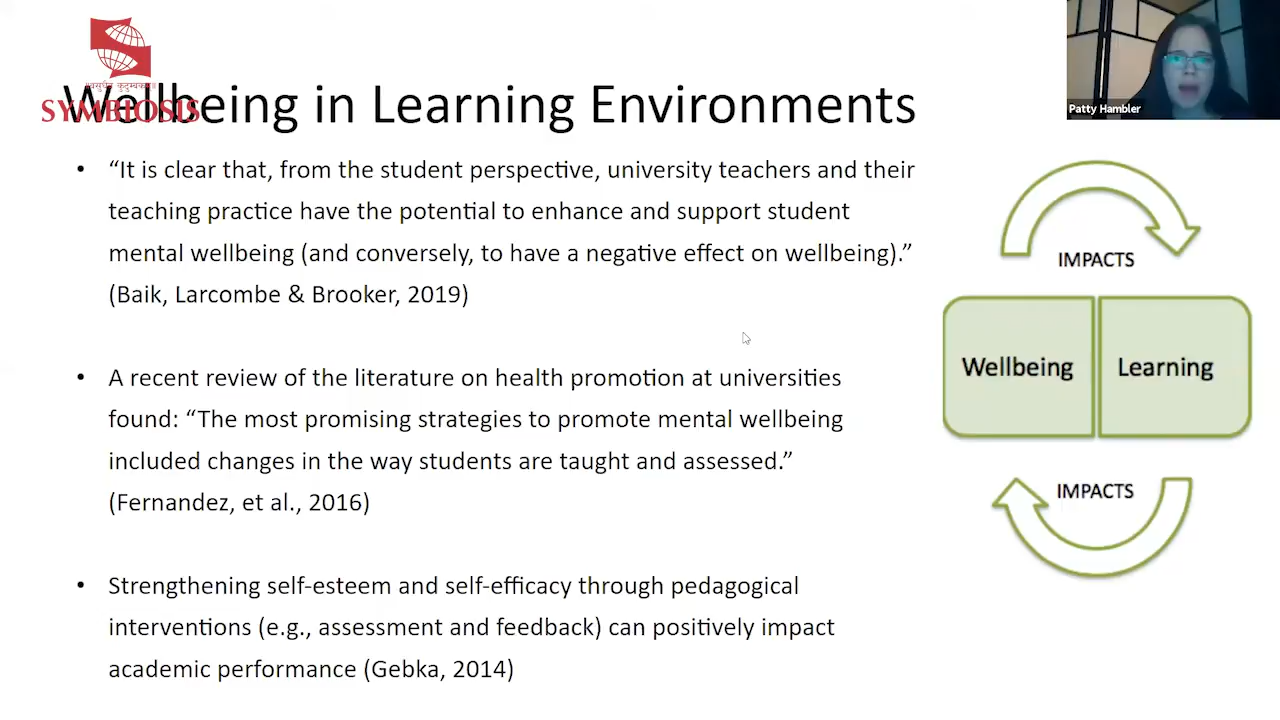 ॥वसुधैव कुटुम्बकम्॥
SYMBIOSIS
Wellbeing in Learning Environments
Patty Hambler
• “It is clear that, from the student perspective, university teachers and their
teaching practice have the potential to enhance and support student
mental wellbeing (and conversely, to have a negative effect on wellbeing).”
(Baik, Larcombe & Brooker, 2019)
• A recent review of the literature on health promotion at universities
found: “The most promising strategies to promote mental wellbeing
included changes in the way students are taught and assessed.”
(Fernandez, et al., 2016)
• Strengthening self-esteem and self-efficacy through pedagogical
interventions (e.g., assessment and feedback) can positively impact
academic performance (Gebka, 2014)
IMPACTS
Wellbeing
Learning
IMPACTS